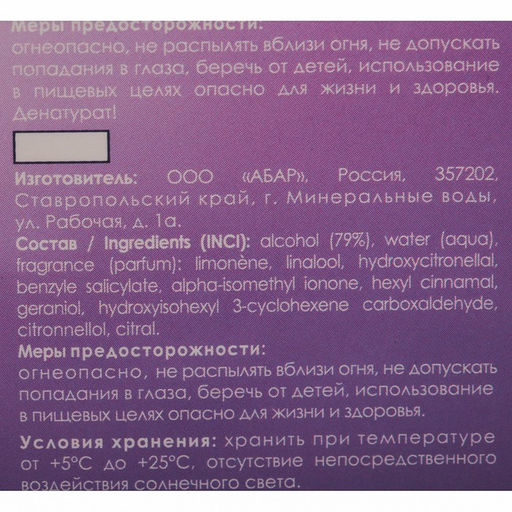 Меры предосторожности:
огнеопасно, не распылять вблизи огня, не допускать
попадания в глаза, беречь от детей, использование
в пищевых целях опасно для жизни и здоровья.
Денатурат!
Изготовитель: ООО «АБАР», Россия, 357202,
Ставропольский край, г. Минеральные воды,
ул. Рабочая, д. 1а.
Состав / Ingredients (INCI): alcohol (79%), water (aqua),
fragrance (parfum): limonène, linalool, hydroxycitronellal,
benzyle salicylate, alpha-isomethyl ionone, hexyl cinnamal,
geraniol, hydroxyisohexyl 3-cyclohexene carboxaldehyde,
citronnellol, citral.
Меры предосторожности:
огнеопасно, не распылять вблизи огня, не допускать
попадания в глаза, беречь от детей, использование
в пищевых целях опасно для жизни и здоровья.
Условия хранения: хранить при температуре
от +5°С до +25°С, отсутствие непосредственного
воздействия солнечного света.